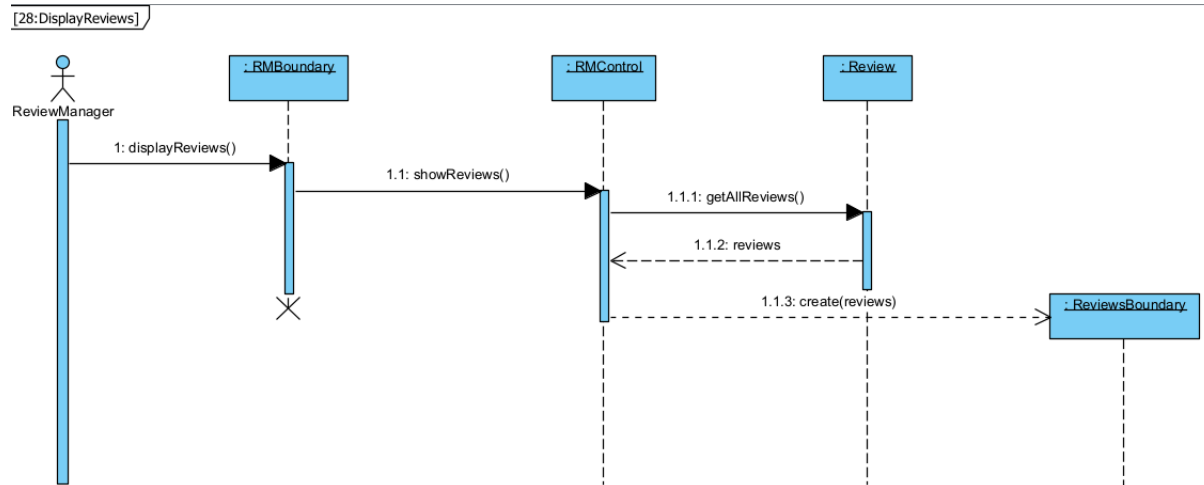 [28:DisplayReviews]
: RMBoundary
: RMControl
: Review
ReviewManager
1: displayReviews()
1.1: showReviews()
1.1.1: getAllReviews()
1.1.2: reviews
1.1.3: create(reviews)
: ReviewsBoundary